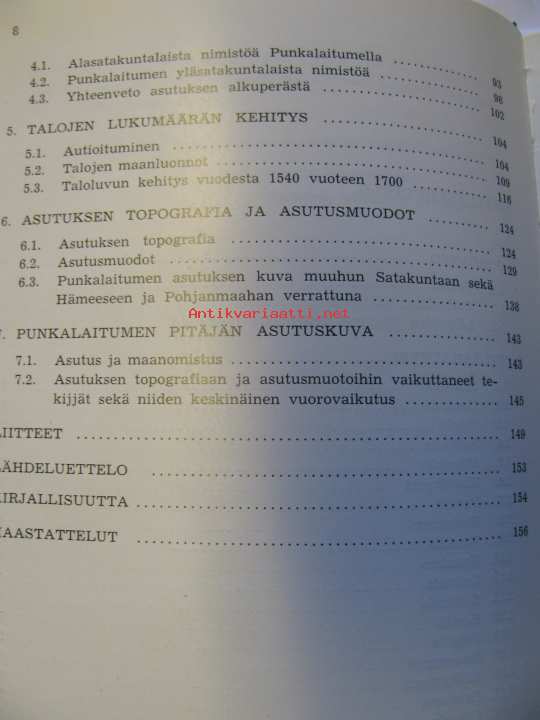 8
4.1. Alasatakuntalaista nimistöä Punkalaitumella 93
4.2. Punkalaitumen yläsatakuntalaista nimistöä 98
4.3. Yhteenveto asutuksen alkuperästä 102
5. TALOJEN LUKUMÄÄRÄN KEHITYS 104
5.1. Autioituminen 104
5.2. Talojen maanluonnot 109
5.3. Taloluvun kehitys vuodesta 1540 vuoteen 1700 116
6. ASUTUKSEN TOPOGRAFIA JA ASUTUSMUODOT 124
6.1. Asutuksen topografia 124
6.2. Asutusmuodot 129
6.3. Punkalaitumen asutuksen kuva muuhun Satakuntaan sekä
Hämeeseen ja Pohjanmaahan verrattuna 138
Antikvariaatti.net
PUNKALAITUMEN PITÄJÄN ASUTUSKUVA 143
7.1. Asutus ja maanomistus 143
7.2. Asutuksen topografiaan ja asutusmuotoihin vaikuttaneet te-
kijjät sekä niiden keskinäinen vuorovaikutus 145
LIITTEET 149
ÄHDELUETTELO 153
IRJALLISUUTTA 154
AASTATTELUT 156